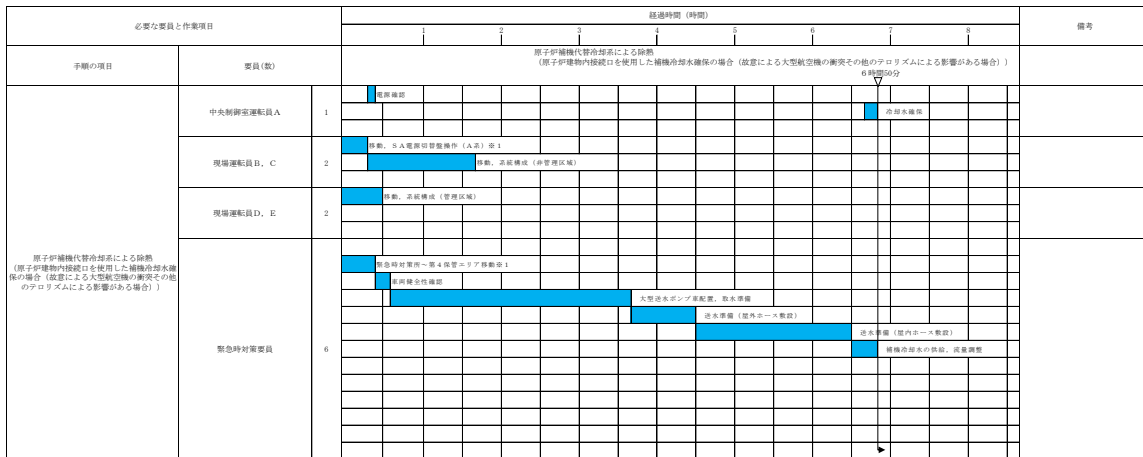 必要な要員と作業項目
経過時間（時間）
備考
1 2 3 4 5 6 7 8
手順の項目
要員(数)
原子炉補機代替冷却系による除熱
（原子炉建物内接続口を使用した補機冷却水確保の場合（故意による大型航空機の衝突その他のテロリズムによる影響がある場合））
6時間50分
▽
電源確認
中央制御室運転員A
1
冷却水確保
移動，SA電源切替盤操作（A系）※1
現場運転員B，C
2
移動，系統構成（非管理区域）
移動，系統構成（管理区域）
現場運転員D，E
2
原子炉補機代替冷却系による除熱
（原子炉建物内接続口を使用した補機冷却水確
保の場合（故意による大型航空機の衝突その他
のテロリズムによる影響がある場合））
緊急時対策所～第4保管エリア移動※1
車両健全性確認
大型送水ポンプ車配置，取水準備
送水準備（屋外ホース敷設）
送水準備（屋内ホース敷設）
緊急時対策要員
6
補機冷却水の供給，流量調整